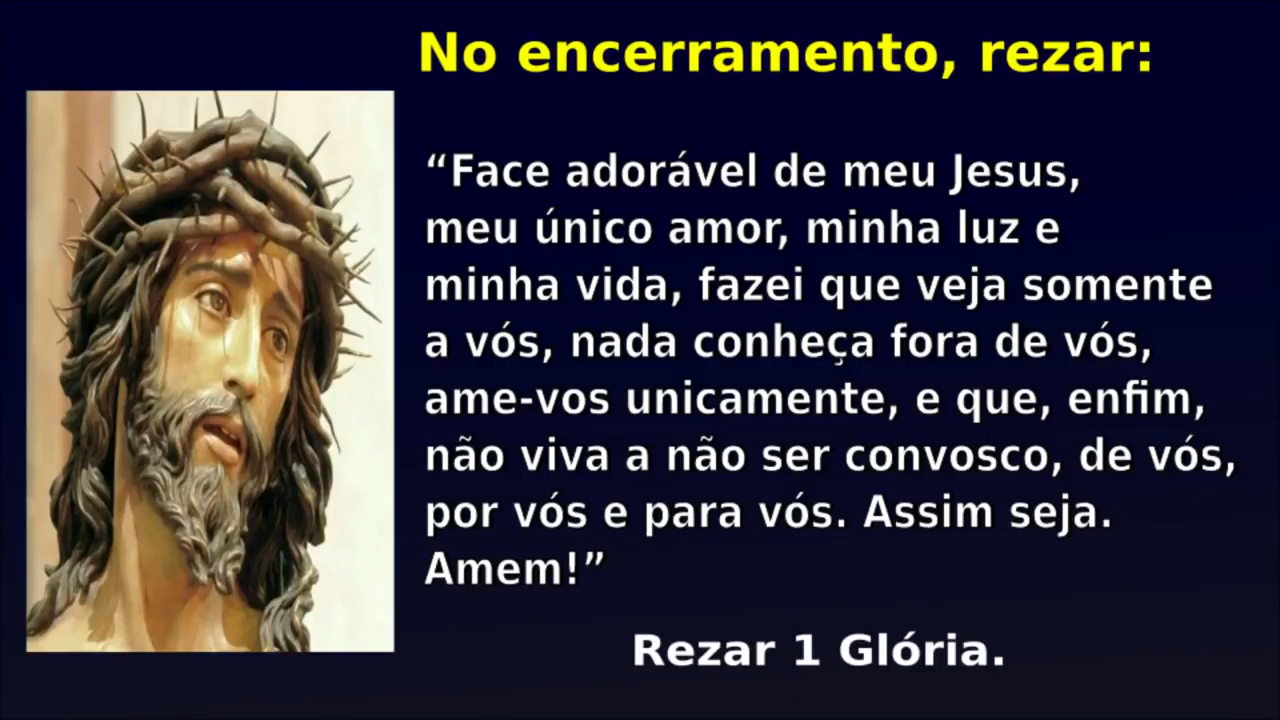 No encerramento, rezar:
“Face adorável de meu Jesus,
meu único amor, minha luz e
minha vida, fazei que veja somente
a vós, nada conheça fora de vós,
ame-vos unicamente, e que, enfim,
não viva a não ser convosco, de vós,
por vós e para vós. Assim seja.
Amem!”
Rezar 1 Glória.